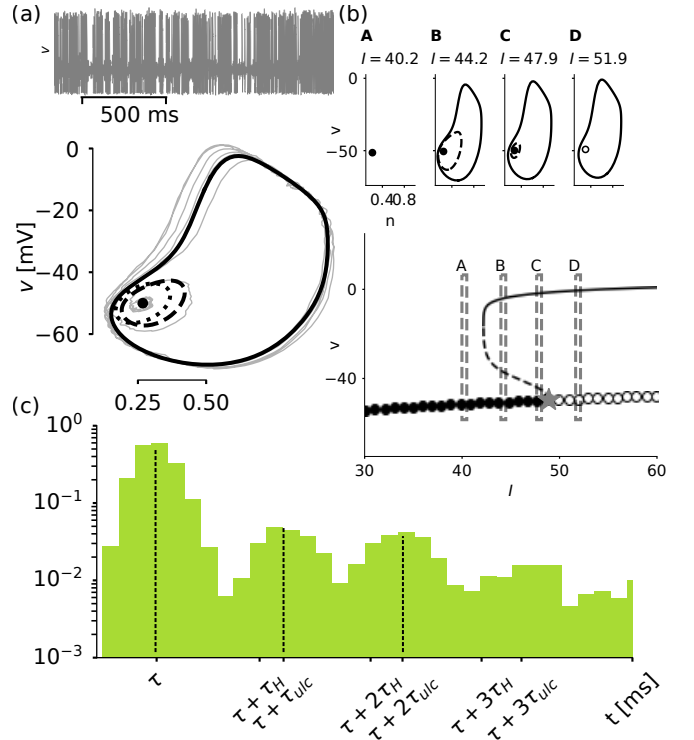 (a)
v
500 ms
0
−20
−40
−60
v [mV]
0.25 0.50
(b)
A B C D
I = 40.2 I = 44.2 I = 47.9 I = 51.9
0
−50
v
0.4 0.8
n
A B C D
0
−40
v
30 40 50 60
I
(c)
10⁰
10⁻¹
10⁻²
10⁻³
τ
τ + τ_H
τ + τ_ulc
τ + 2τ_H
τ + 2τ_ulc
τ + 3τ_H
τ + 3τ_ulc
t [ms]